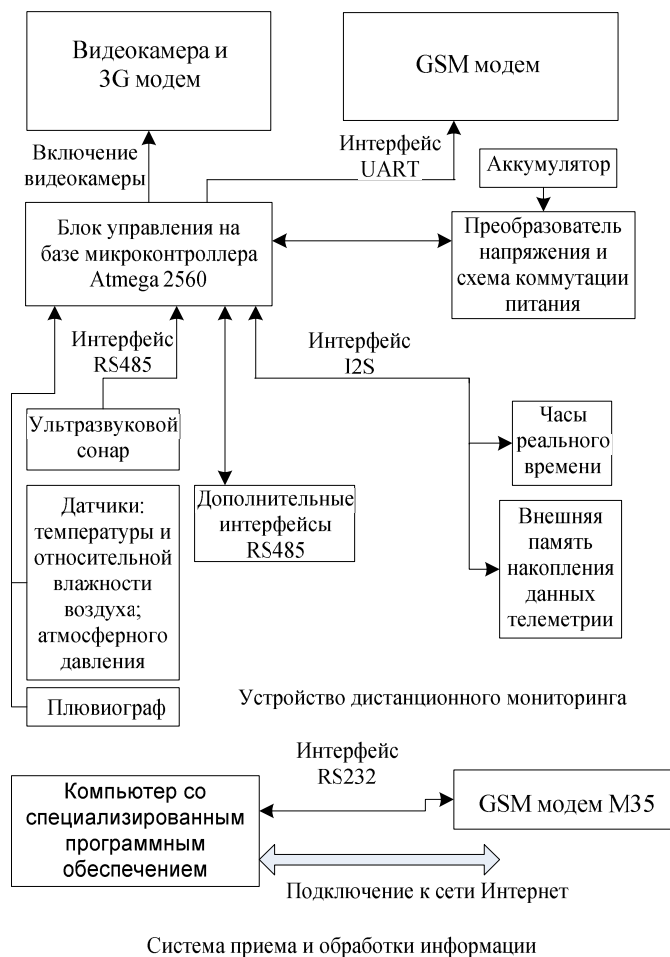 Видеокамера и
3G модем
GSM модем
Включение
видеокамеры
Интерфейс
UART
Аккумулятор
Блок управления на
базе микроконтроллера
Atmega 2560
Преобразователь
напряжения и
схема коммутации
питания
Интерфейс
RS485
Интерфейс
I2S
Ультразвуковой
сонар
Часы
реального
времени
Датчики:
температуры и
относительной
влажности
воздуха;
атмосферного
давления
Дополнительные
интерфейсы
RS485
Внешняя
память
накопления
данных
телеметрии
Плювиограф
Устройство дистанционного мониторинга
Интерфейс
RS232
Компьютер со
специализированным
программным
обеспечением
GSM модем М35
Подключение к сети Интернет
Система приема и обработки информации